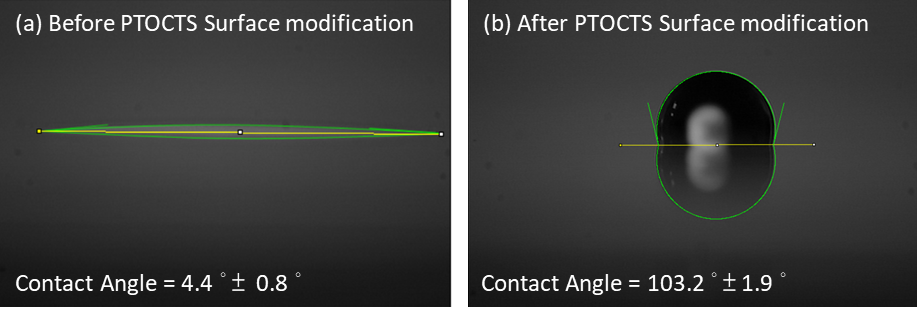 (a) Before PTOCTS Surface modification
(b) After PTOCTS Surface modification
Contact Angle = 4.4 ˚± 0.8 ˚
Contact Angle = 103.2 ˚±1.9 ˚